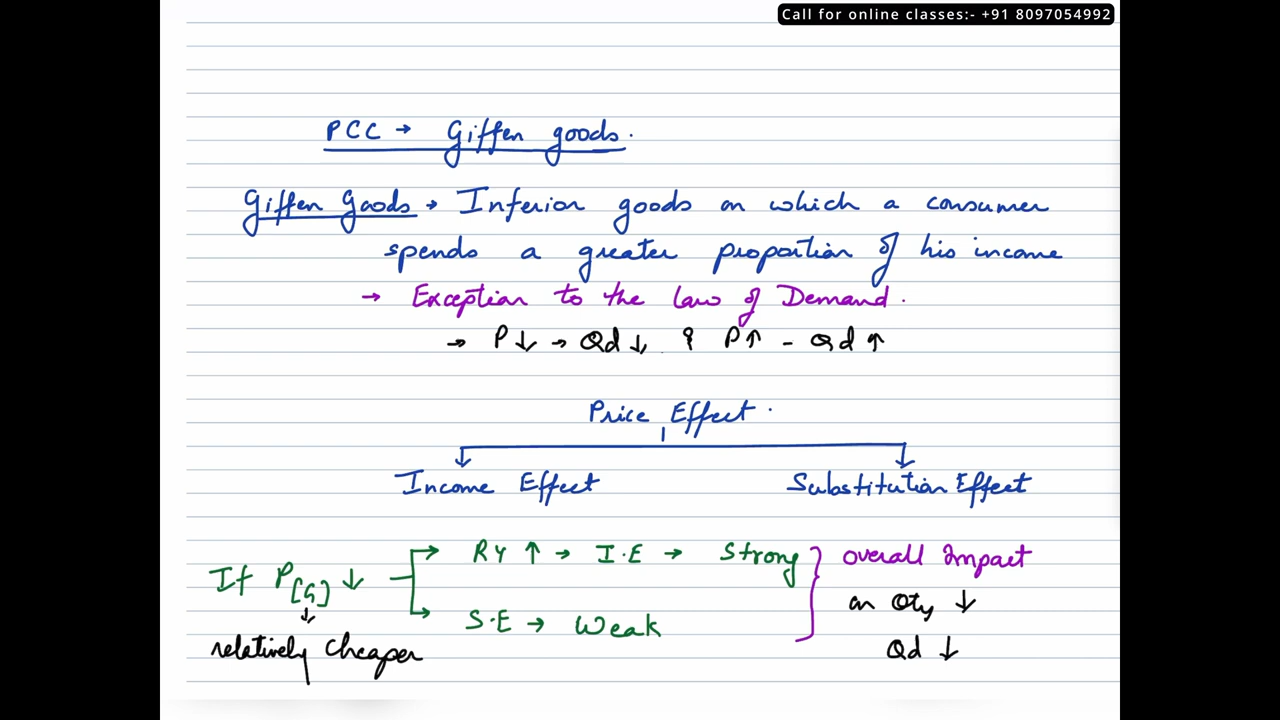 Call for online classes:- +91 8097054992
PCC → Giffen goods.
Giffen Goods → Inferior goods on which a consumer
spends a greater proportion of his income
→ Exception to the law of Demand.
→ P↓ → Qd↓ & P↑ - Qd↑
Price Effect.
Income Effect Substitution Effect
RY ↑ → I.E → Strong } overall Impact
If P[G] ↓
on Qty ↓
S.E → Weak
relatively cheaper
Qd ↓